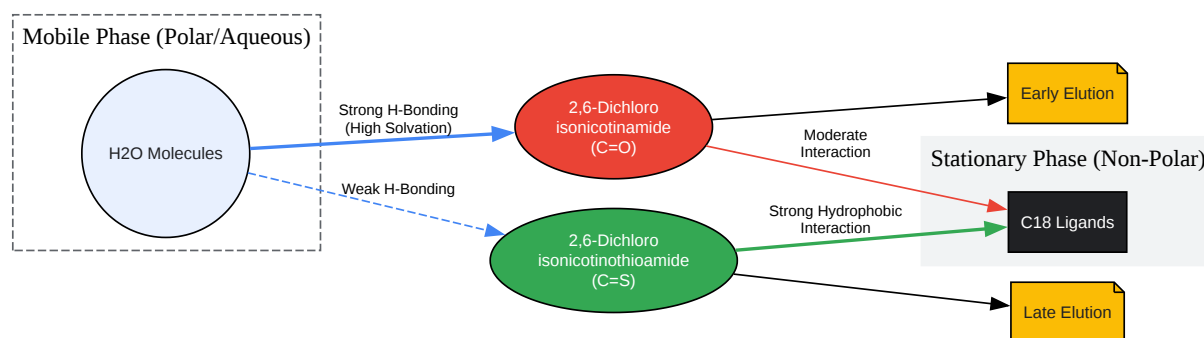 Mobile Phase (Polar/Aqueous)
H2O Molecules
Strong H-Bonding
(High Solvation)
Weak H-Bonding
2,6-Dichloro
isonicotinamide
(C=O)
2,6-Dichloro
isonicotinothioamide
(C=S)
Moderate
Interaction
Strong Hydrophobic
Interaction
Early Elution
Stationary Phase (Non-Polar)
C18 Ligands
Late Elution